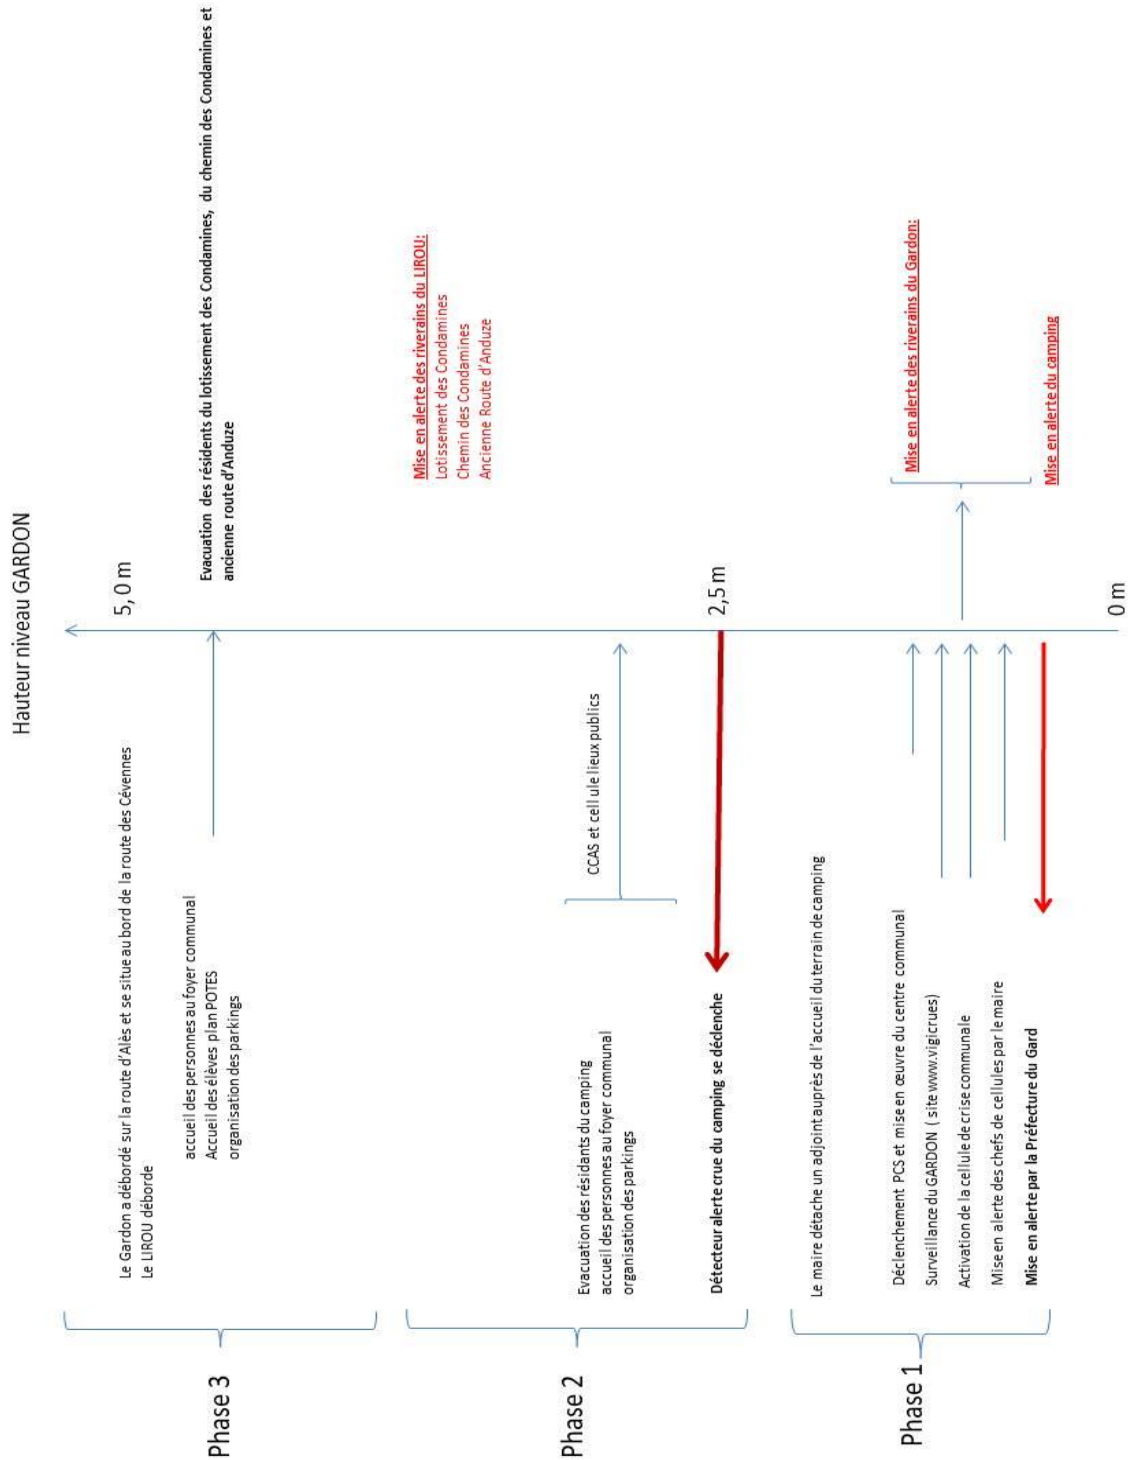 Hauteur niveau GARDON
Phase 3
Le Gardon a débordé sur la route d'Alès et se situe au bord de la route des Cévennes
Le LIROU déborde
5, 0 m
accueil des personnes au foyer communal
Accueil des élèves plan POTES
organisation des parkings
Evacuation des résidents du lotissement des Condamines, du chemin des Condamines et
ancienne route d'Anduze
Phase 2
Evacuation des résidants du camping
accueil des personnes au foyer communal
organisation des parkings
CCAS et cell ule lieux publics
Mise en alerte des riverains du LIROU:
Lotissement des Condamines
Chemin des Condamines
Ancienne Route d'Anduze
Détecteur alerte crue du camping se déclenche
2,5 m
Phase 1
Le maire détache un adjoint auprès de l'accueil du terrain de camping
Déclenchement PCS et mise en œuvre du centre communal
Surveillance du GARDON ( site www.vigicrues)
Activation de la cellule de crise communale
Mise en alerte des chefs de cellules par le maire
Mise en alerte par la Préfecture du Gard
Mise en alerte des riverains du Gardon:
Mise en alerte du camping
0 m